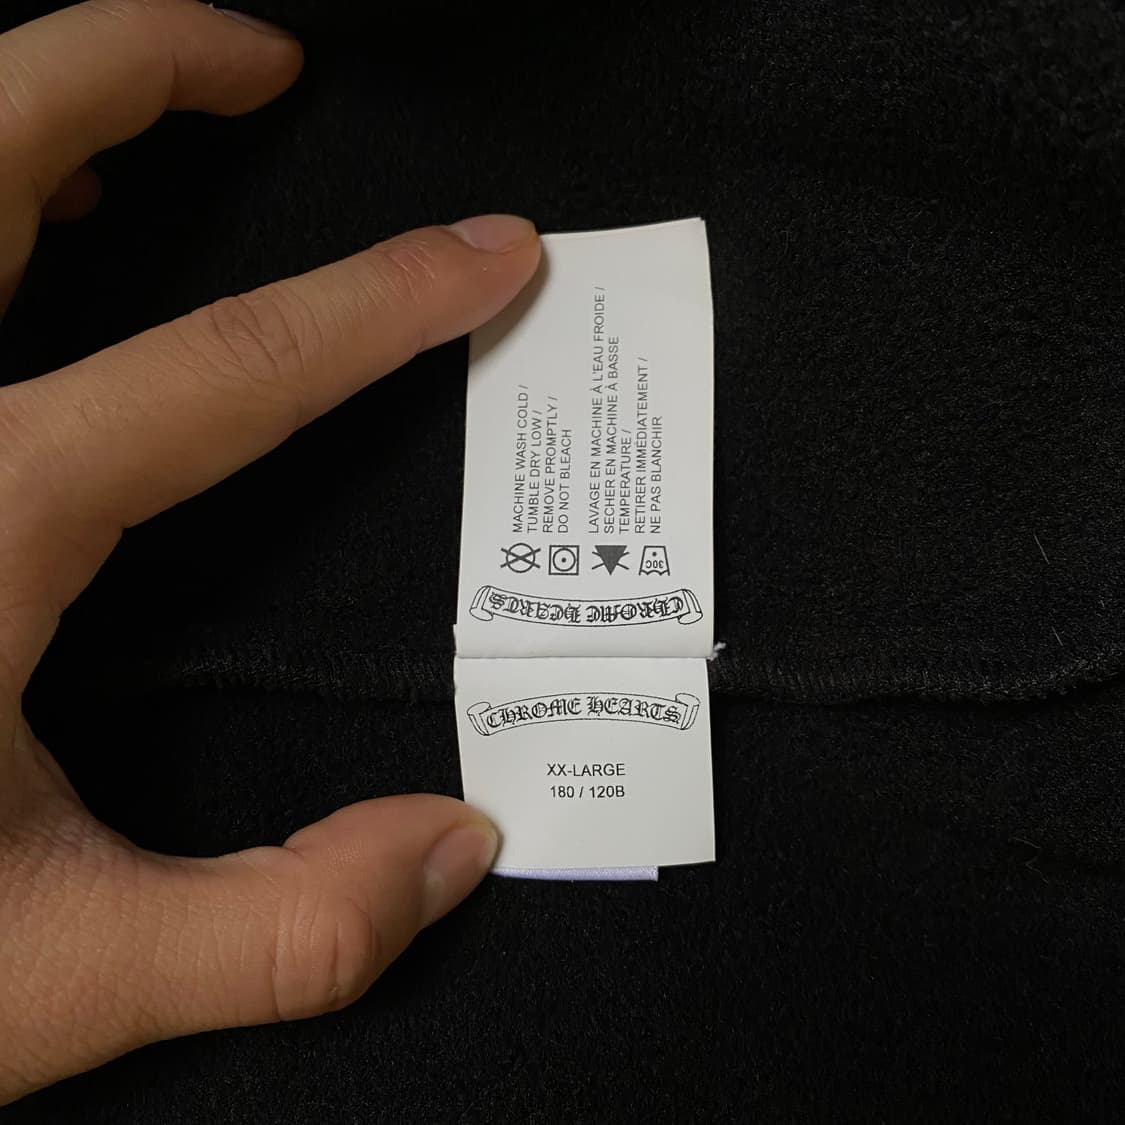 MACHINE WASH COLD /
TUMBLE DRY LOW /
REMOVE PROMPTLY /
DO NOT BLEACH
LAVAGE EN MACHINE À L'EAU FROIDE /
SECHER EN MACHINE À BASSE
TEMPERATURE /
RETIRER IMMÉDIATEMENT /
NE PAS BLANCHIR
30C
CHROME HEARTS
CHROME HEARTS
XX-LARGE
180 / 120B